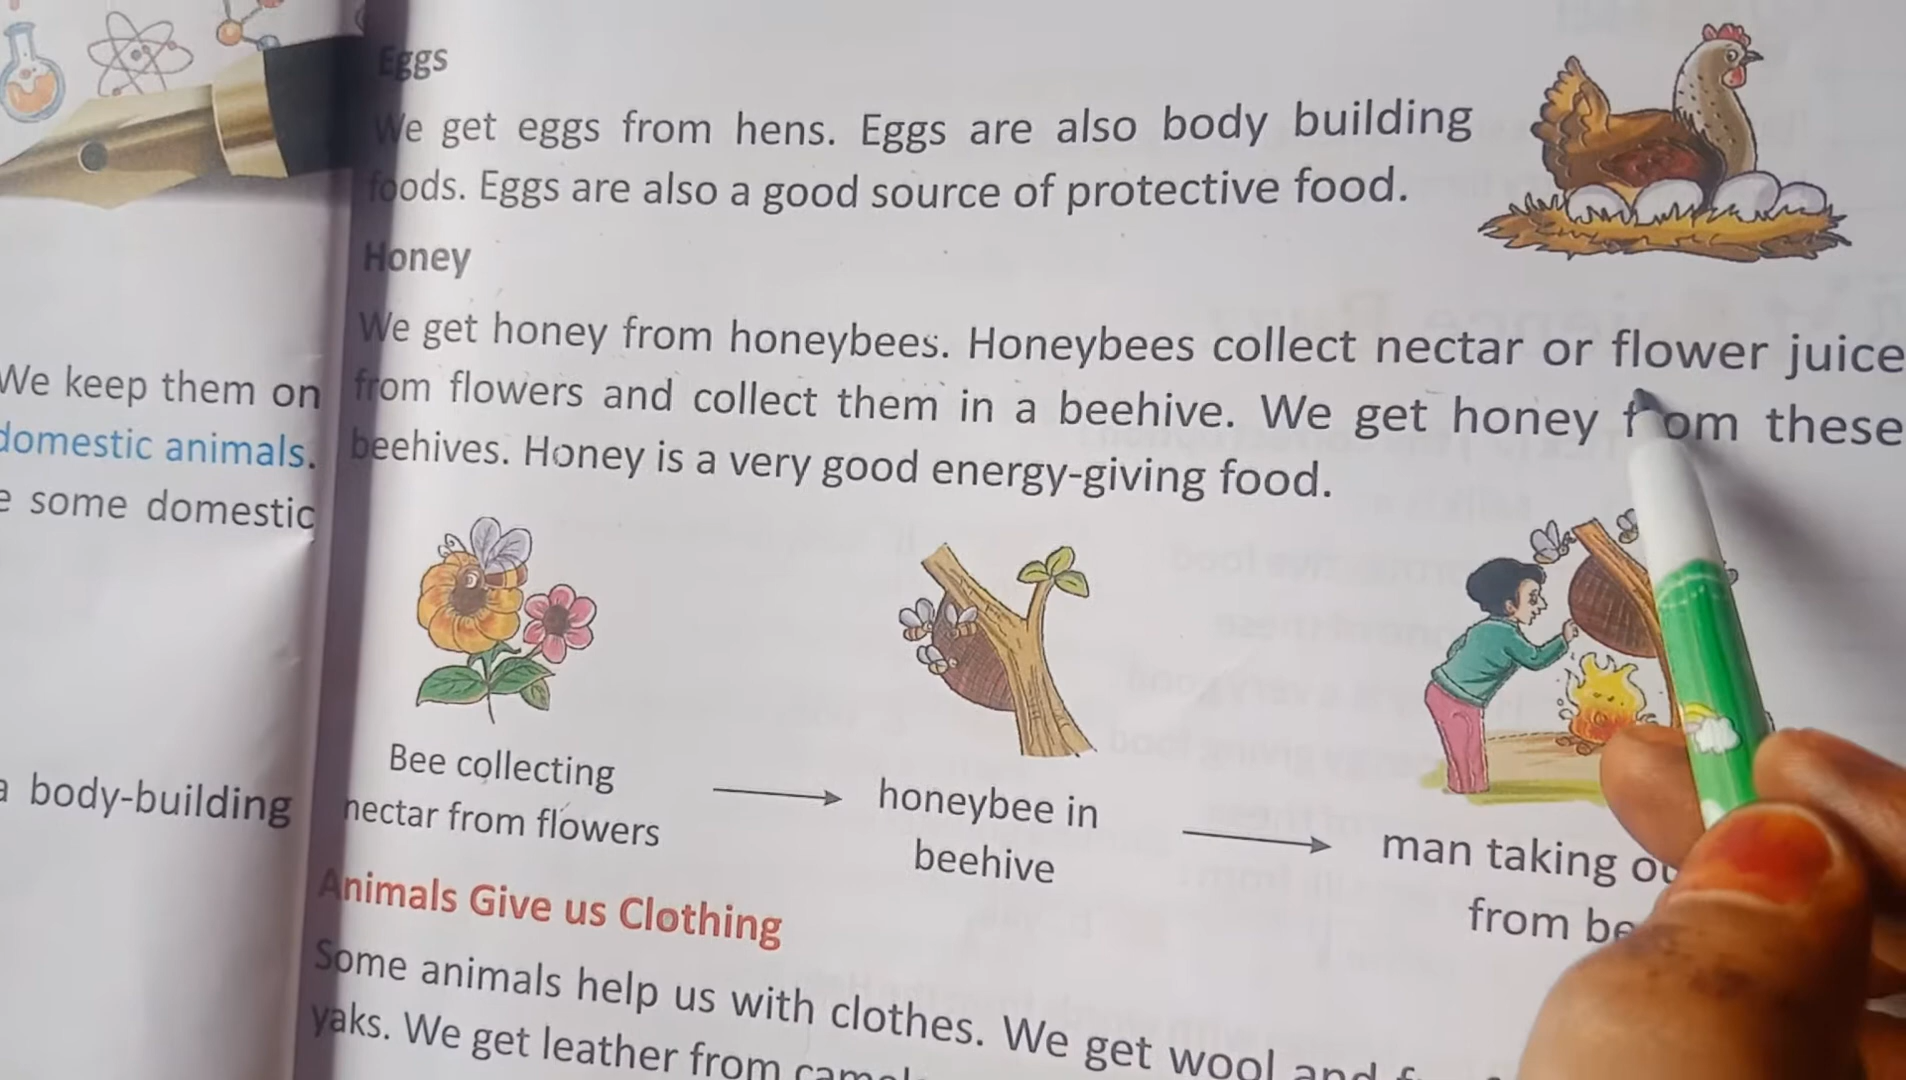 Eggs
We get eggs from hens. Eggs are also body building
foods. Eggs are also a good source of protective food.
Honey
We get honey from honeybees. Honeybees collect nectar or flower juice
from flowers and collect them in a beehive. We get honey from these
beehives. Honey is a very good energy-giving food.
We keep them on
domestic animals.
some domestic
body-building
Bee collecting
nectar from flowers
honeybee in
beehive
man taking
from
Animals Give us Clothing
Some animals help us with clothes. We get wool and
yaks. We get leather from